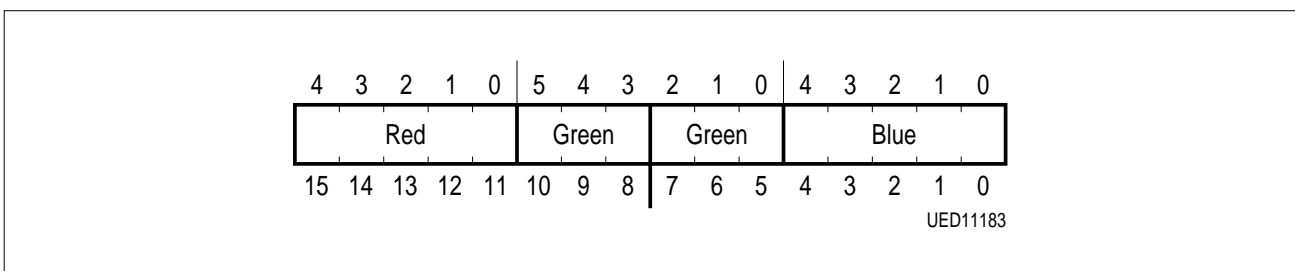 4 3 2 1 0 5 4 3 2 1 0 4 3 2 1 0
Red Green Green Blue
15 14 13 12 11 10 9 8 7 6 5 4 3 2 1 0
UED11183